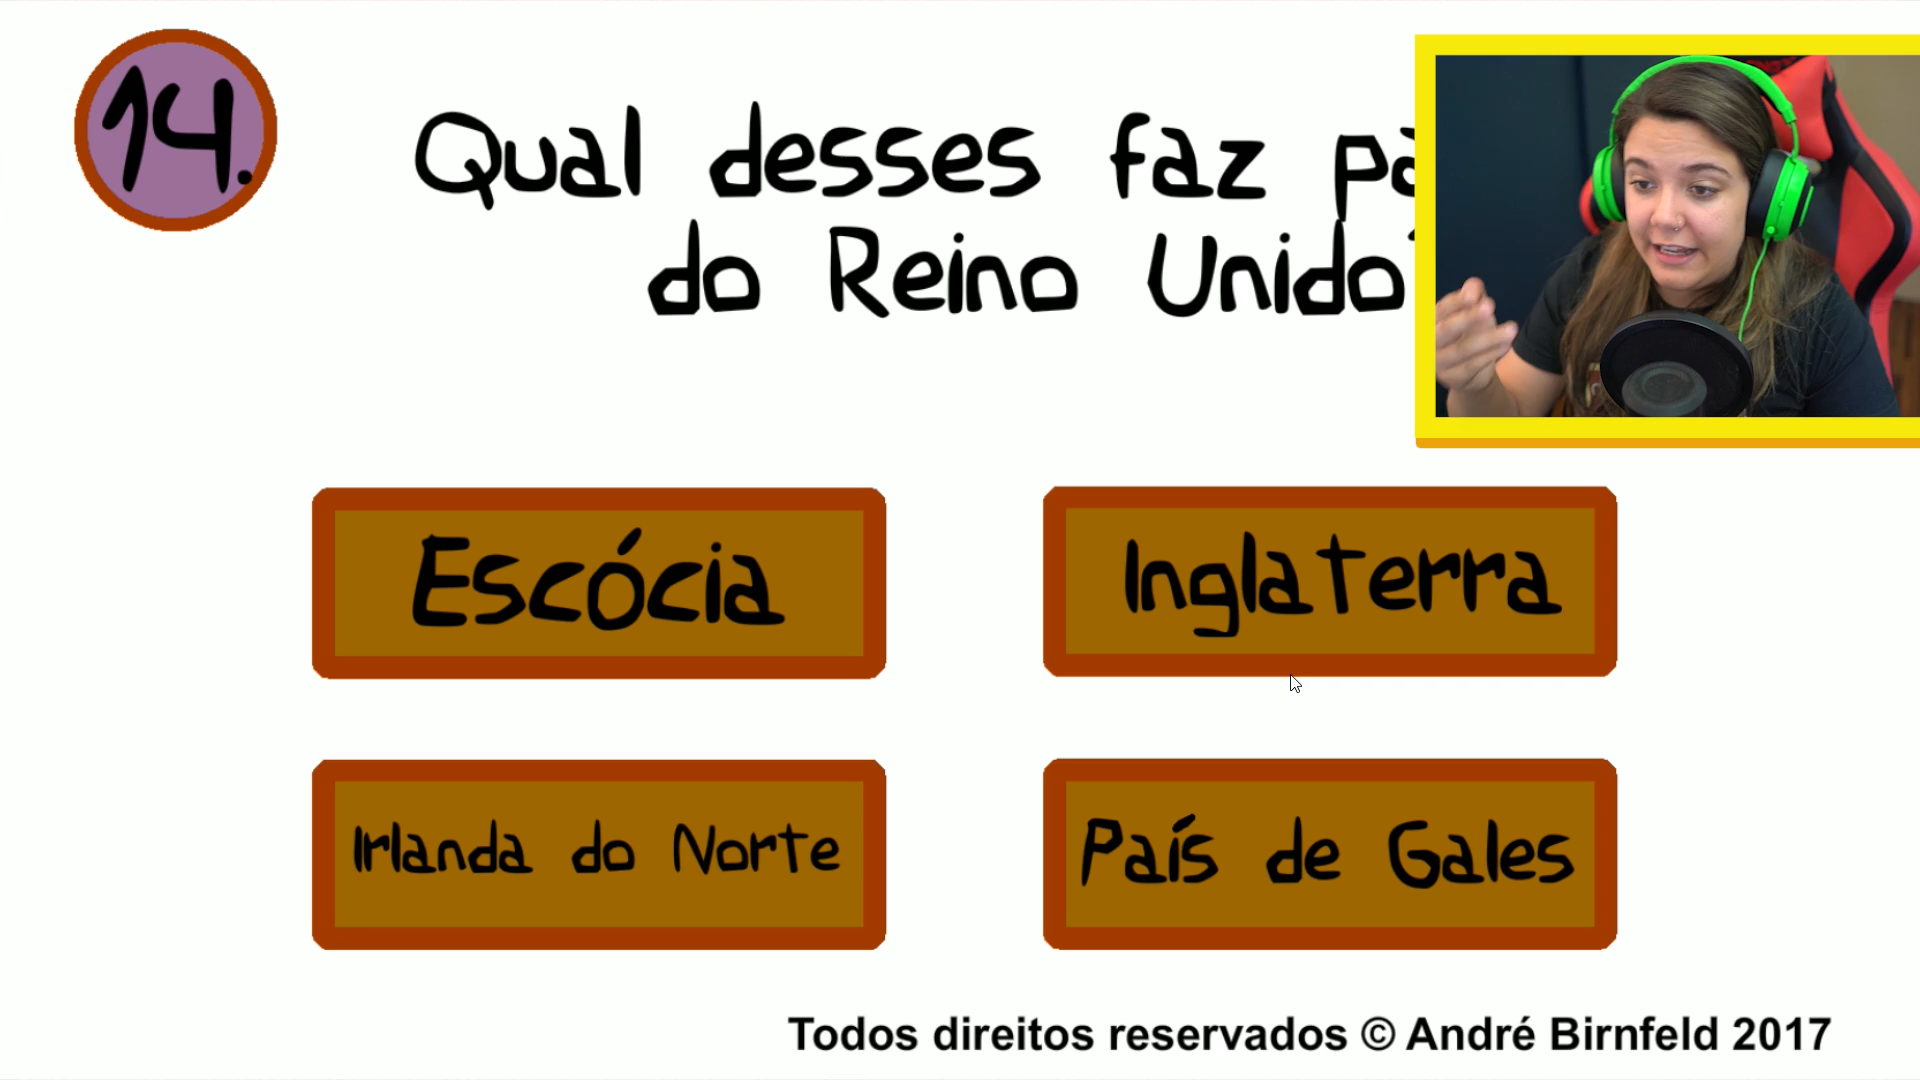 14.
Qual desses faz
do Reino Unido
Escócia
Inglaterra
Irlanda do Norte
País de Gales
Todos direitos reservados © André Birnfeld 2017